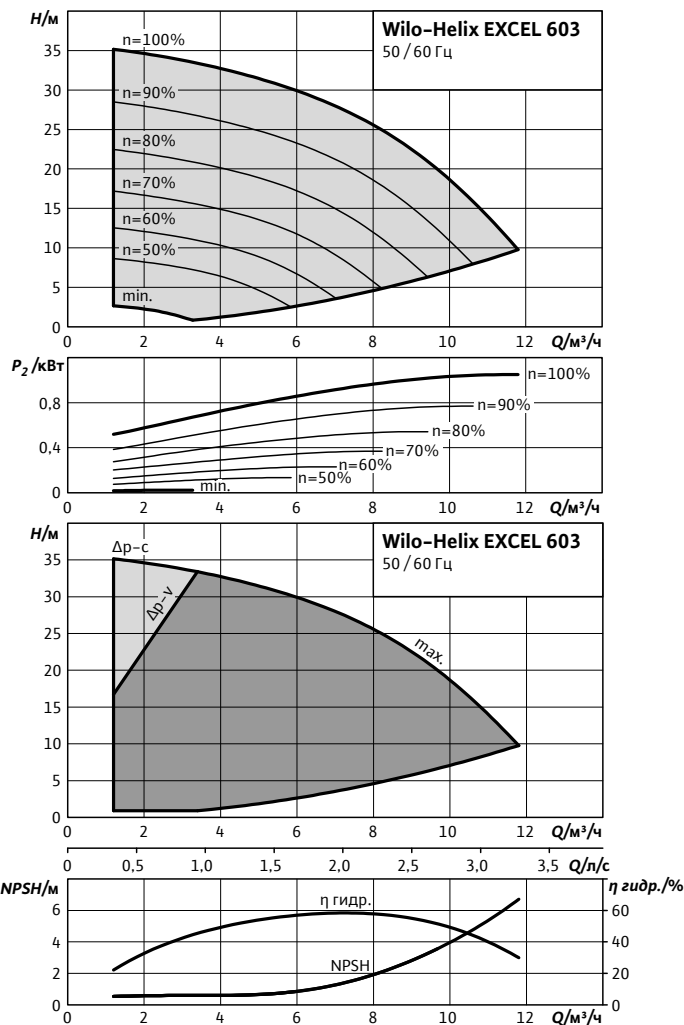 H/м
Wilo-Helix EXCEL 603
50 / 60 Гц
35
n=100%
30
n=90%
25
n=80%
20
n=70%
15
n=60%
10
n=50%
5
min.
0
0 2 4 6 8 10 12 Q/м³/ч
P₂ /кВт
n=100%
0,8
n=90%
n=80%
0,4
n=70%
n=60%
n=50%
min.
0
0 2 4 6 8 10 12 Q/м³/ч
H/м
Wilo-Helix EXCEL 603
50 / 60 Гц
Δp-c
35
Δp-v
30
max.
25
20
15
10
5
0
0 2 4 6 8 10 12 Q/м³/ч
0 0,5 1,0 1,5 2,0 2,5 3,0 3,5 Q/л/с
NPSH/м
η гидр./%
η гидр.
6 60
4 40
NPSH
2 20
0 0
0 2 4 6 8 10 12 Q/м³/ч